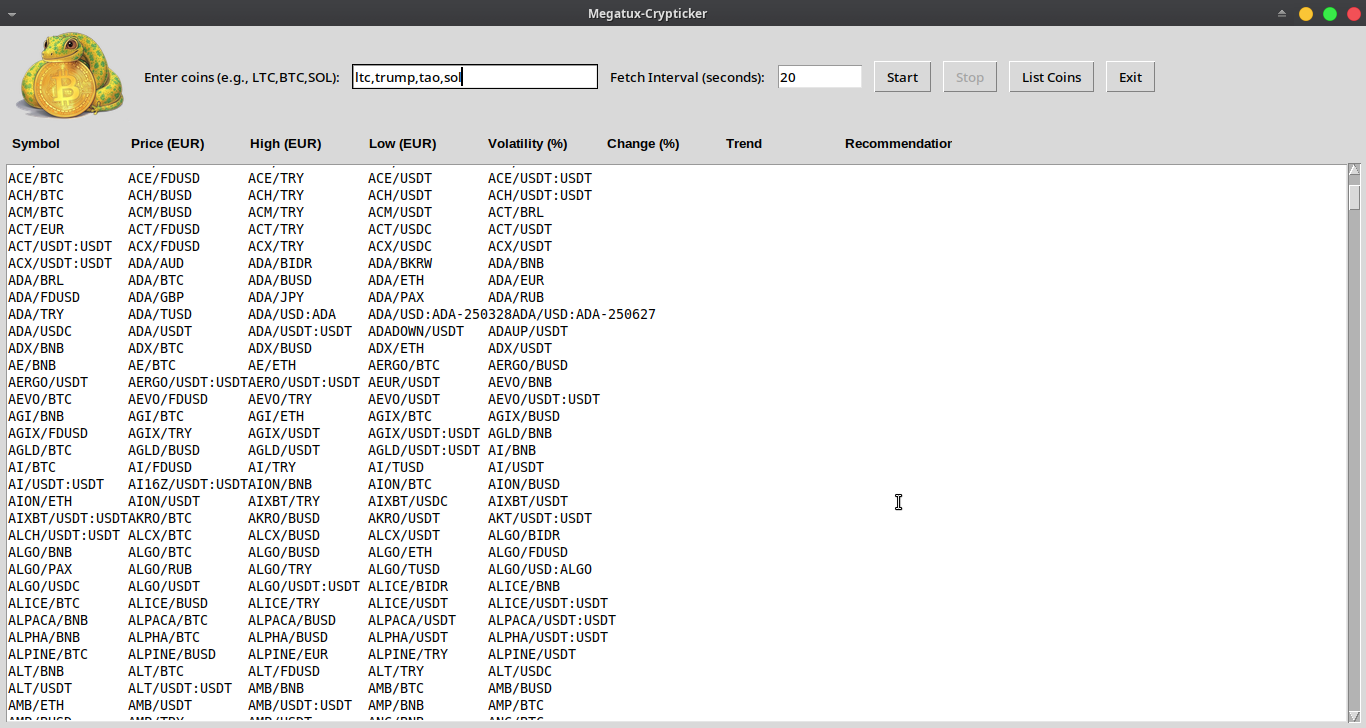 Megatux-Crypticker
Enter coins (e.g., LTC,BTC,SOL): ltc,trump,tao,sol Fetch Interval (seconds): 20 Start Stop List Coins Exit
Symbol Price (EUR) High (EUR) Low (EUR) Volatility (%) Change (%) Trend Recommendation
ACE/BTC ACE/FDUSD ACE/TRY ACE/USDT ACE/USDT:USDT
ACH/BTC ACH/BUSD ACH/TRY ACH/USDT ACH/USDT:USDT
ACM/BTC ACM/BUSD ACM/TRY ACM/USDT ACT/BRL
ACT/EUR ACT/FDUSD ACT/TRY ACT/USDC ACT/USDT
ACT/USDT:USDT ACX/FDUSD ACX/TRY ACX/USDC ACX/USDT
ACX/USDT:USDT ADA/AUD ADA/BIDR ADA/BKRW ADA/BNB
ADA/BRL ADA/BTC ADA/BUSD ADA/ETH ADA/EUR
ADA/FDUSD ADA/GBP ADA/JPY ADA/PAX ADA/RUB
ADA/TRY ADA/TUSD ADA/USD:ADA ADA/USD:ADA-250328ADA/USD:ADA-250627
ADA/USDC ADA/USDT ADA/USDT:USDT ADADOWN/USDT ADAUP/USDT
ADX/BNB ADX/BTC ADX/BUSD ADX/ETH ADX/USDT
AE/BNB AE/BTC AE/ETH AERGO/BTC AERGO/BUSD
AERGO/USDT AERGO/USDT:USDTAERO/USDT:USDT AEUR/USDT AEVO/BNB
AEVO/BTC AEVO/FDUSD AEVO/TRY AEVO/USDT AEVO/USDT:USDT
AGI/BNB AGI/BTC AGI/ETH AGIX/BTC AGIX/BUSD
AGIX/FDUSD AGIX/TRY AGIX/USDT AGIX/USDT:USDT AGLD/BNB
AGLD/BTC AGLD/BUSD AGLD/USDT AGLD/USDT:USDT AI/BNB
AI/BTC AI/FDUSD AI/TRY AI/TUSD AI/USDT
AI/USDT:USDT AI16Z/USDT:USDTAION/BNB AION/BTC AION/BUSD
AION/ETH AION/USDT AIXBT/TRY AIXBT/USDC AIXBT/USDT
AIXBT/USDT:USDTAKRO/BTC AKRO/BUSD AKRO/USDT AKT/USDT:USDT
ALCH/USDT:USDT ALCX/BTC ALCX/BUSD ALCX/USDT ALGO/BIDR
ALGO/BNB ALGO/BTC ALGO/BUSD ALGO/ETH ALGO/FDUSD
ALGO/PAX ALGO/RUB ALGO/TRY ALGO/TUSD ALGO/USD:ALGO
ALGO/USDC ALGO/USDT ALGO/USDT:USDT ALICE/BIDR ALICE/BNB
ALICE/BTC ALICE/BUSD ALICE/TRY ALICE/USDT ALICE/USDT:USDT
ALPACA/BNB ALPACA/BTC ALPACA/BUSD ALPACA/USDT ALPACA/USDT:USDT
ALPHA/BNB ALPHA/BTC ALPHA/BUSD ALPHA/USDT ALPHA/USDT:USDT
ALPINE/BTC ALPINE/BUSD ALPINE/EUR ALPINE/TRY ALPINE/USDT
ALT/BNB ALT/BTC ALT/FDUSD ALT/TRY ALT/USDC
ALT/USDT ALT/USDT:USDT AMB/BNB AMB/BTC AMB/BUSD
AMB/ETH AMB/USDT AMB/USDT:USDT AMP/BNB AMP/BTC